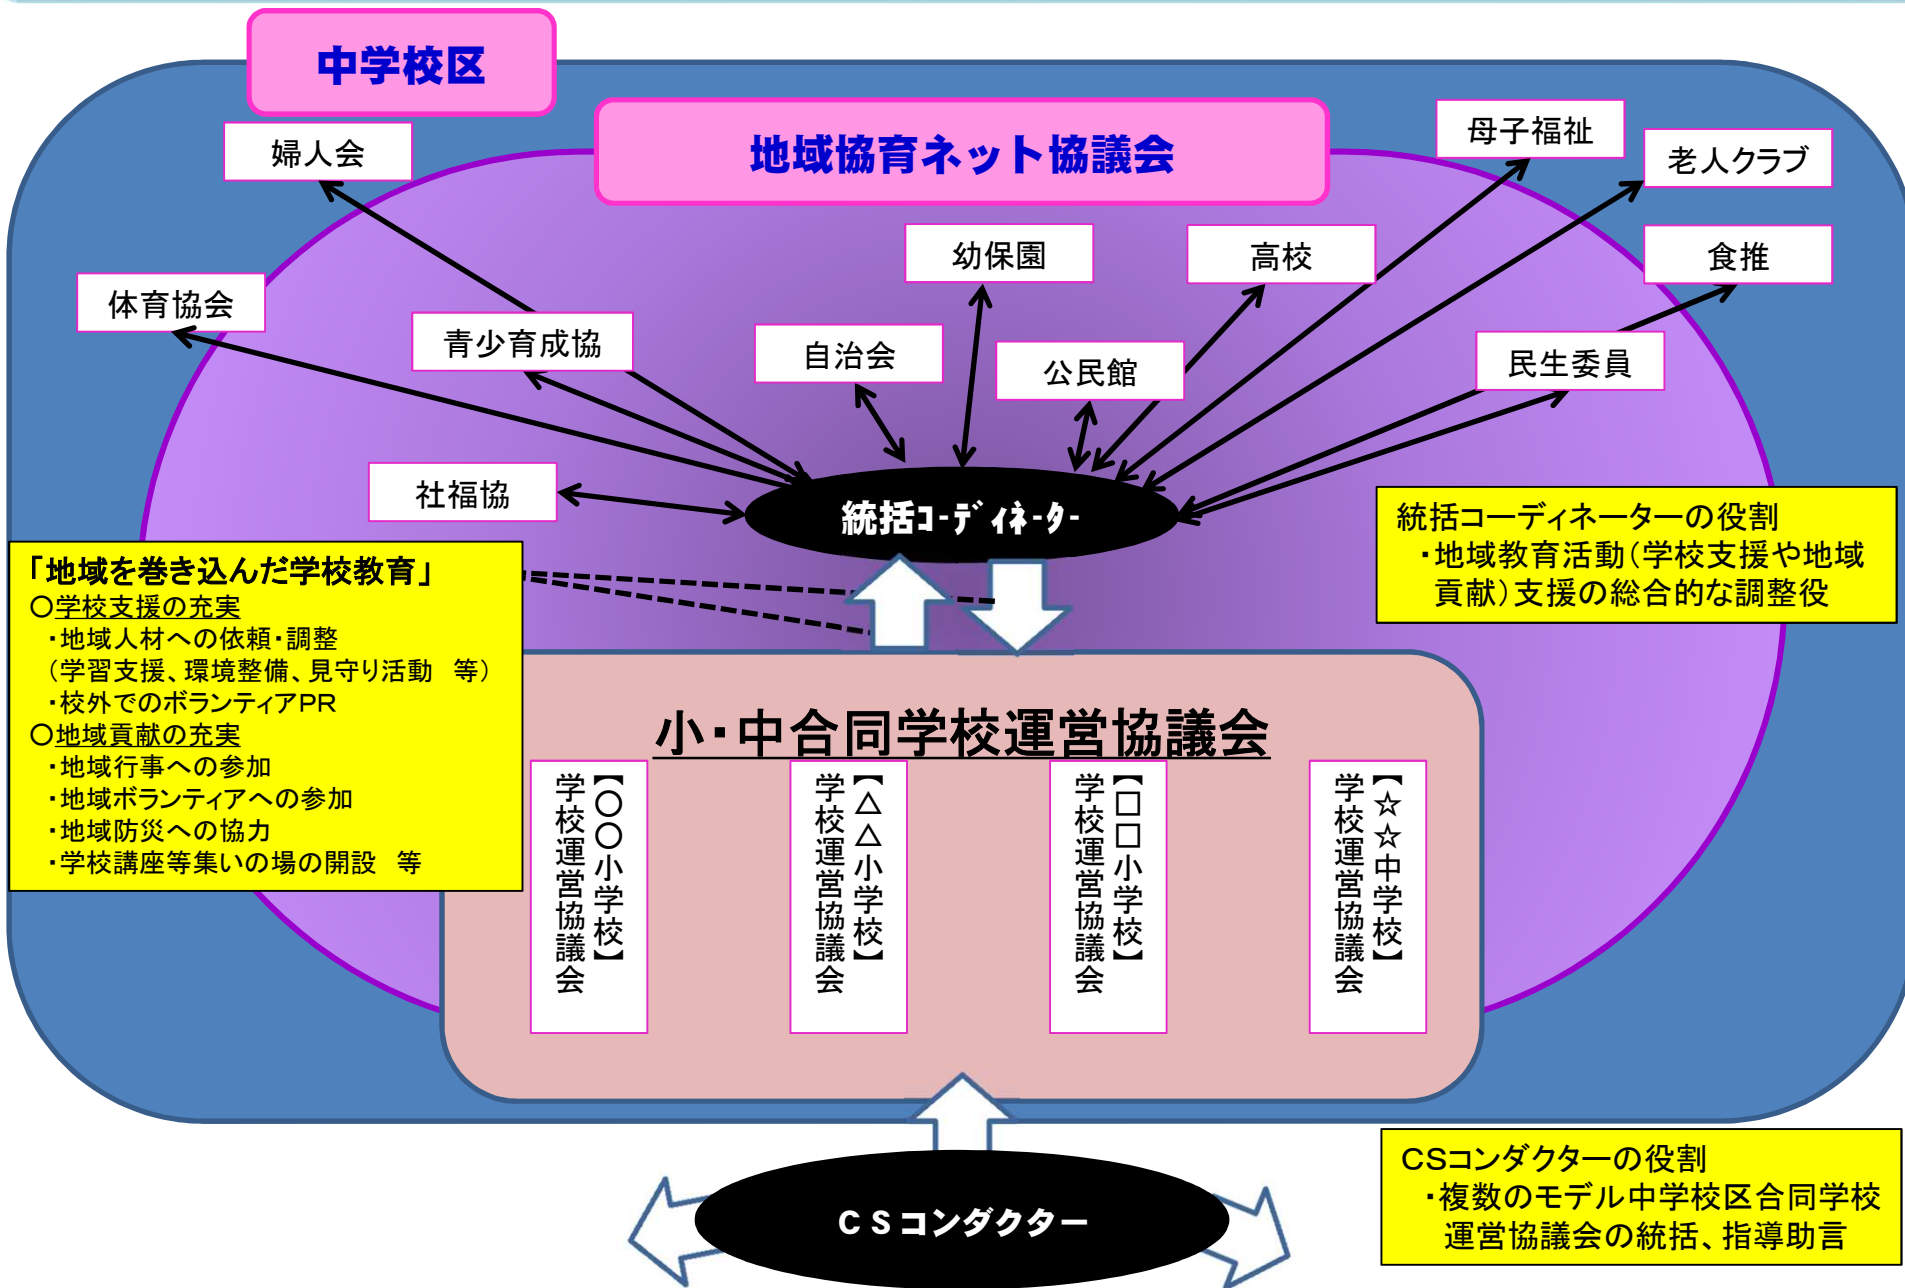 中学校区
地域協育ネット協議会
母子福祉
婦人会
老人クラブ
幼保園
高校
食推
体育協会
青少育成協
自治会
公民館
民生委員
社福協
統括ｺｰﾃﾞｨﾈｰﾀｰ
統括コーディネーターの役割
・地域教育活動（学校支援や地域
貢献）支援の総合的な調整役
「地域を巻き込んだ学校教育」
○学校支援の充実
・地域人材への依頼・調整
（学習支援、環境整備、見守り活動　等）
・校外でのボランティアPR
○地域貢献の充実
・地域行事への参加
・地域ボランティアへの参加
・地域防災への協力
・学校講座等集いの場の開設　等
小・中合同学校運営協議会
【○○小学校】
学校運営協議会
【△△小学校】
学校運営協議会
【□□小学校】
学校運営協議会
【☆☆中学校】
学校運営協議会
ＣＳコンダクター
CSコンダクターの役割
・複数のモデル中学校区合同学校
運営協議会の統括、指導助言